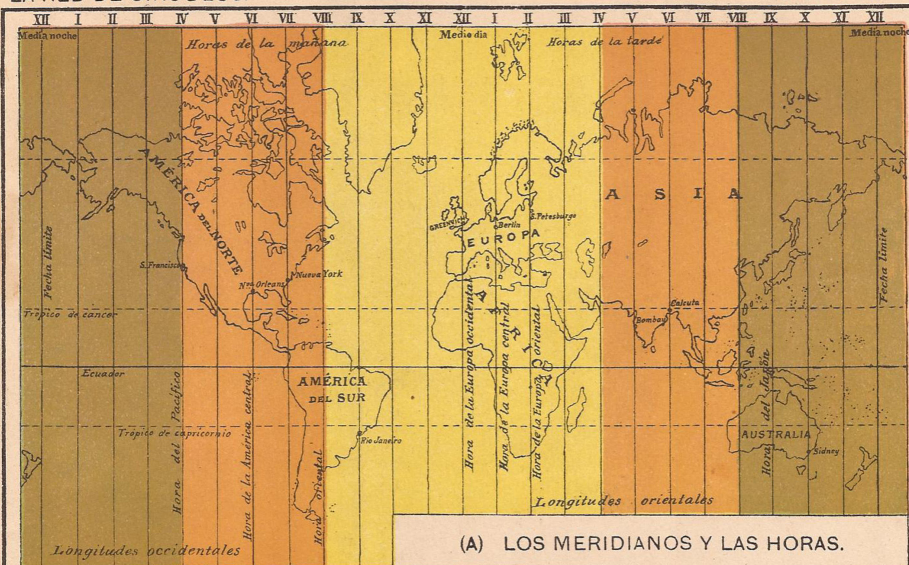 XII I II III IV V VI VII VIII IX X XI XII I II III IV V VI VII VIII IX X XI XII
Media noche
Horas de la mañana
Medio dia
Horas de la tarde
Media noche
AMÉRICA DEL NORTE
ASIA
GREENWICH
S. Petesburgo
Berlin
EUROPA
Fecha límite
S. Francisco
Nueva York
Nva Orleans
Fecha límite
Trópico de cancer
Calcuta
Bombay
AFRICA
Ecuador
AMÉRICA
DEL SUR
Hora del Pacífico
Hora de la América central
Hora oriental
Hora de la Europa occidental
Hora de la Europa central
Hora de la Europa oriental
Hora del Japón
Trópico de capricornio
Rio Janeiro
AUSTRALIA
Sidney
Longitudes orientales
Longitudes occidentales
(A) LOS MERIDIANOS Y LAS HORAS.